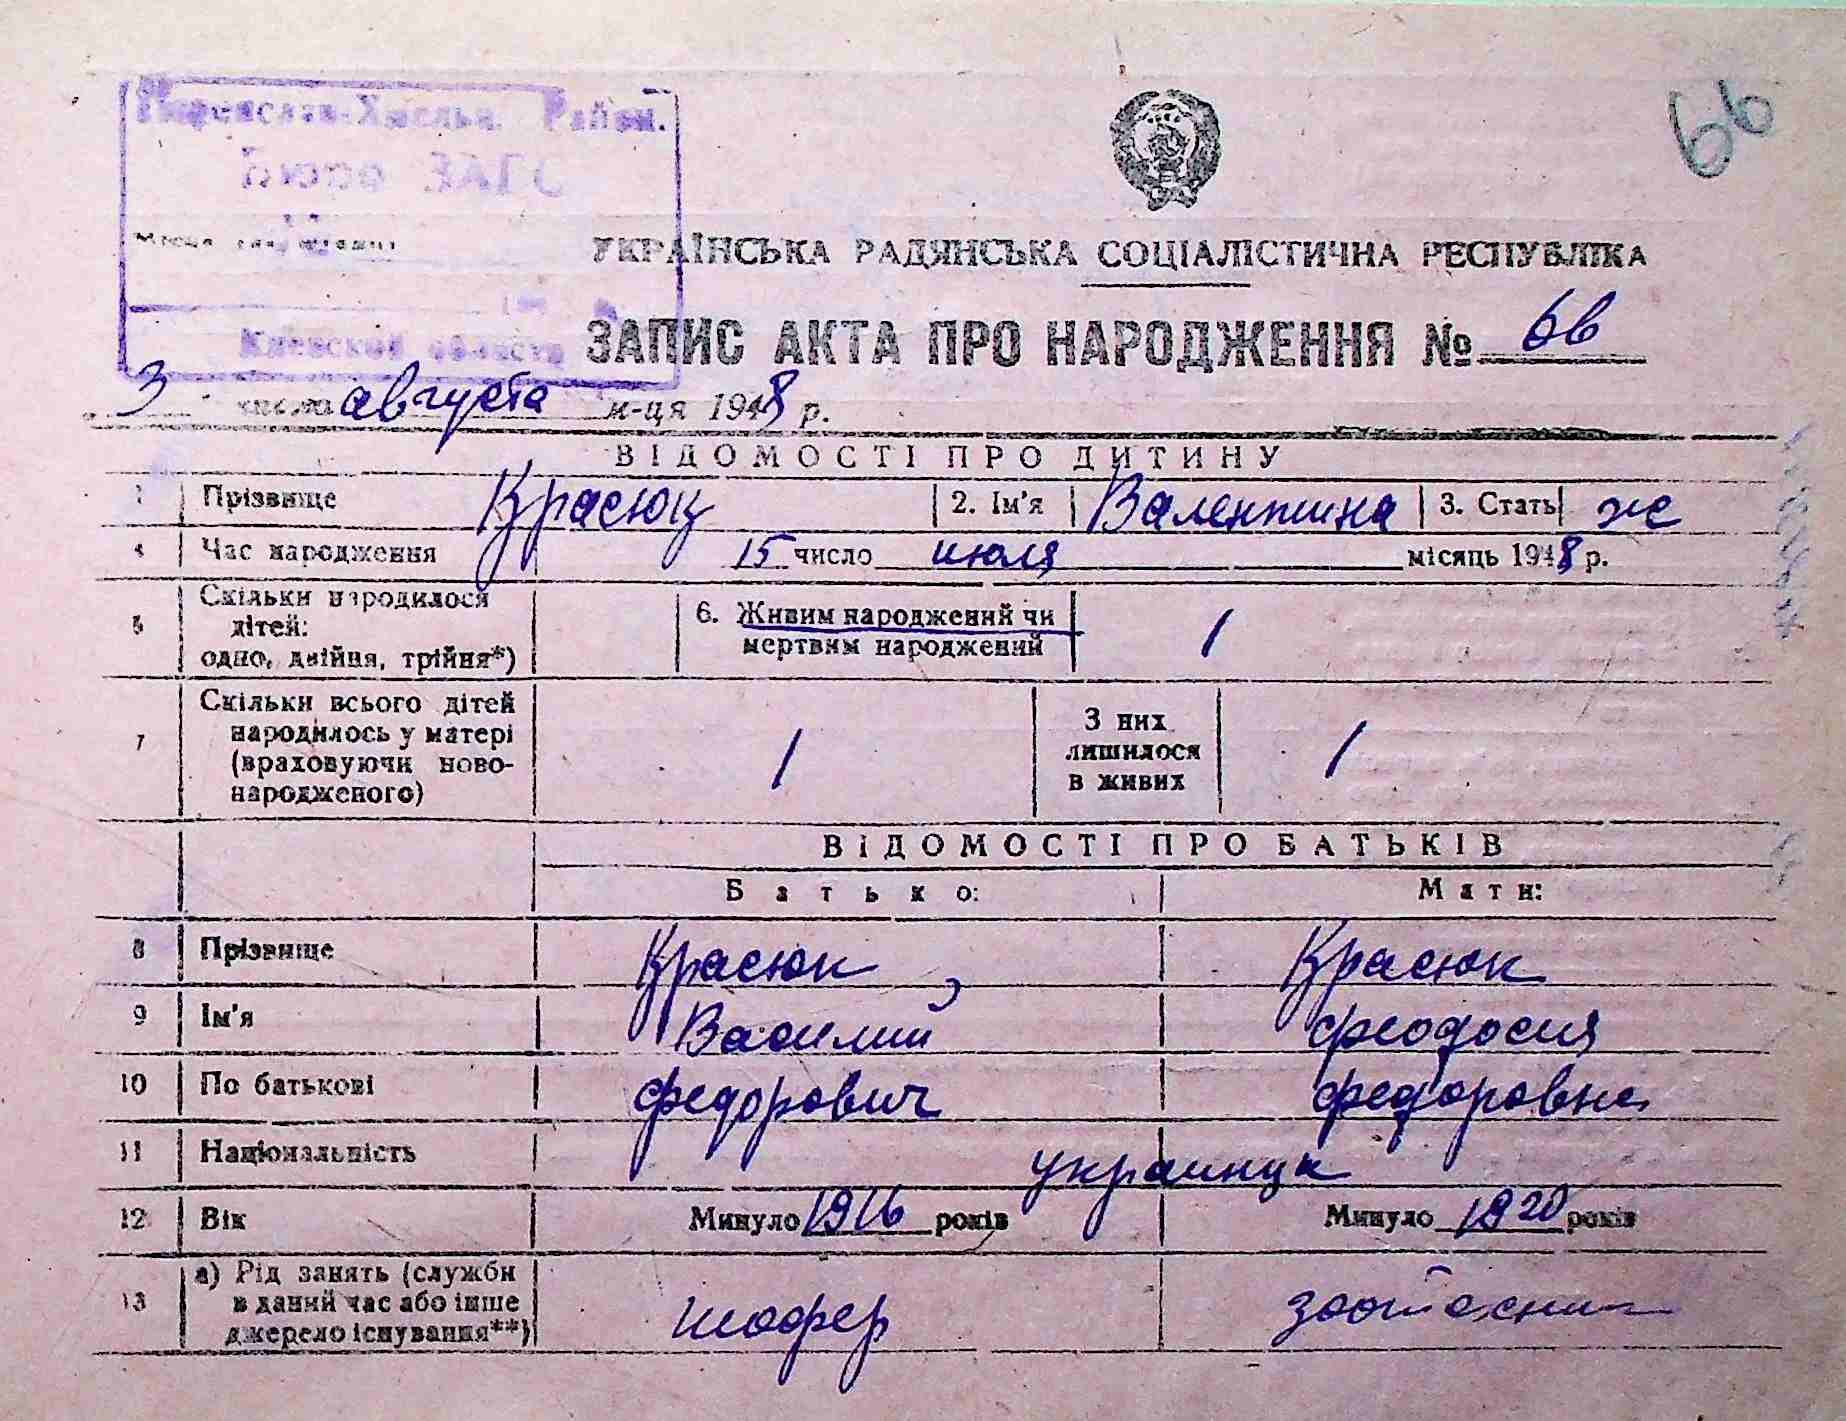 66
Район.
Бюро ЗАГС
Киевской области
УКРАЇНСЬКА РАДЯНСЬКА СОЦІАЛІСТИЧНА РЕСПУБЛІКА
ЗАПИС АКТА ПРО НАРОДЖЕННЯ № 66
3 числа августа м-ця 1948 р.
ВІДОМОСТІ ПРО ДИТИНУ
1 Прізвище Красюк 2. Ім'я Валентина 3. Стать ж
4 Час народження 15 число июля місяць 1948 р.
5 Скільки народилося дітей: одно, двійня, трійня*) 6. Живим народжений чи мертвим народжений 1
7 Скільки всього дітей народилось у матері (враховуючи ново-народженого) 1 З них лишилося в живих 1
ВІДОМОСТІ ПРО БАТЬКІВ
Батько: Мати:
8 Прізвище Красюк Красюк
9 Ім'я Василий Феодосия
10 По батькові Федорович Федоровна
11 Національність украинцы
12 Вік Минуло 1916 років Минуло 1920 років
13 а) Рід занять (служби в даний час або інше джерело існування**) шофер